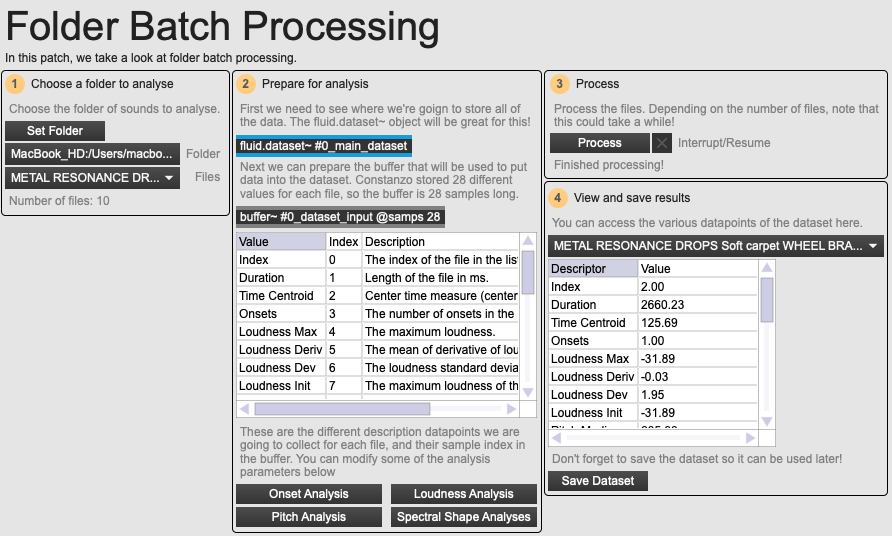 Folder Batch Processing
In this patch, we take a look at folder batch processing.
1 Choose a folder to analyse
Choose the folder of sounds to analyse.
Set Folder
MacBook_HD:/Users/macbo... Folder
METAL RESONANCE DR... Files
Number of files: 10
2 Prepare for analysis
First we need to see where we're goign to store all of
the data. The fluid.dataset~ object will be great for this!
fluid.dataset~ #0_main_dataset
Next we can prepare the buffer that will be used to put
data into the dataset. Constanzo stored 28 different
values for each file, so the buffer is 28 samples long.
buffer~ #0_dataset_input @samps 28
Value Index Description
Index 0 The index of the file in the lis
Duration 1 Length of the file in ms.
Time Centroid 2 Center time measure (center
Onsets 3 The number of onsets in the
Loudness Max 4 The maximum loudness.
Loudness Deriv 5 The mean of derivative of lou
Loudness Dev 6 The loudness standard devia
Loudness Init 7 The maximum loudness of th
These are the different description datapoints we are
going to collect for each file, and their sample index in
the buffer. You can modify some of the analysis
parameters below
Onset Analysis Loudness Analysis
Pitch Analysis Spectral Shape Analyses
3 Process
Process the files. Depending on the number of files, note that
this could take a while!
Process Interrupt/Resume
Finished processing!
4 View and save results
You can access the various datapoints of the dataset here.
METAL RESONANCE DROPS Soft carpet WHEEL BRA...
Descriptor Value
Index 2.00
Duration 2660.23
Time Centroid 125.69
Onsets 1.00
Loudness Max -31.89
Loudness Deriv -0.03
Loudness Dev 1.95
Loudness Init -31.89
Don't forget to save the dataset so it can be used later!
Save Dataset